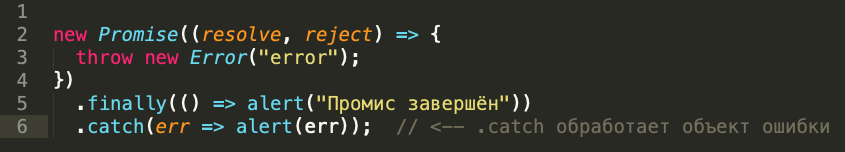 1
2 new Promise((resolve, reject) => {
3 throw new Error("error");
4 })
5 .finally(() => alert("Промис завершён"))
6 .catch(err => alert(err)); // <-- .catch обработает объект ошибки